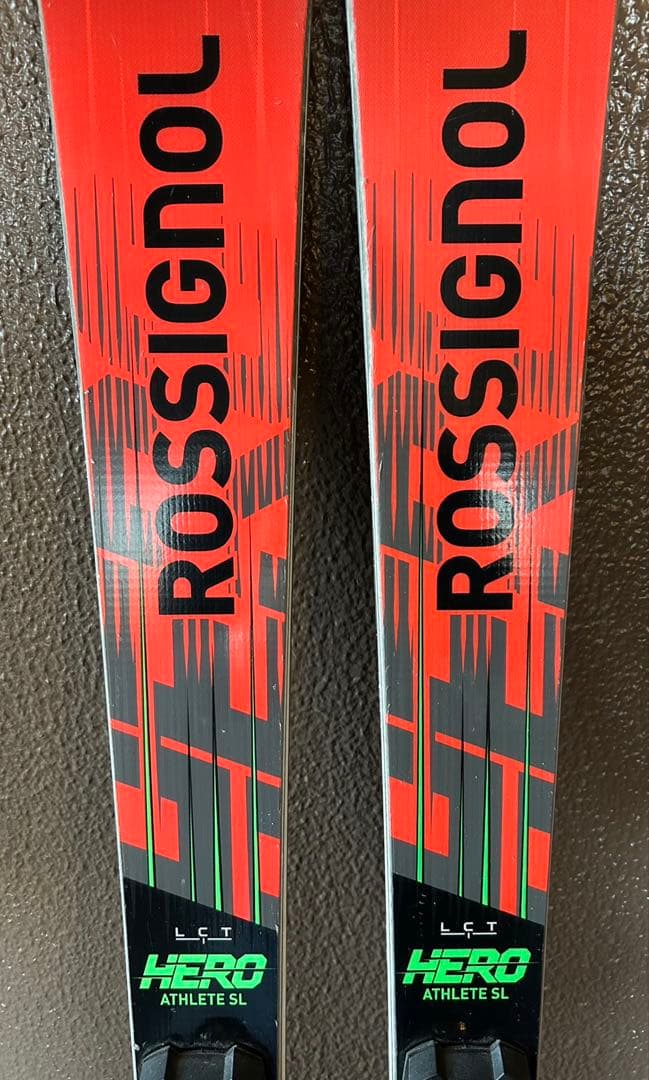 ROSSIGNOL
LCT
HERO
ATHLETE SL
ROSSIGNOL
LCT
HERO
ATHLETE SL